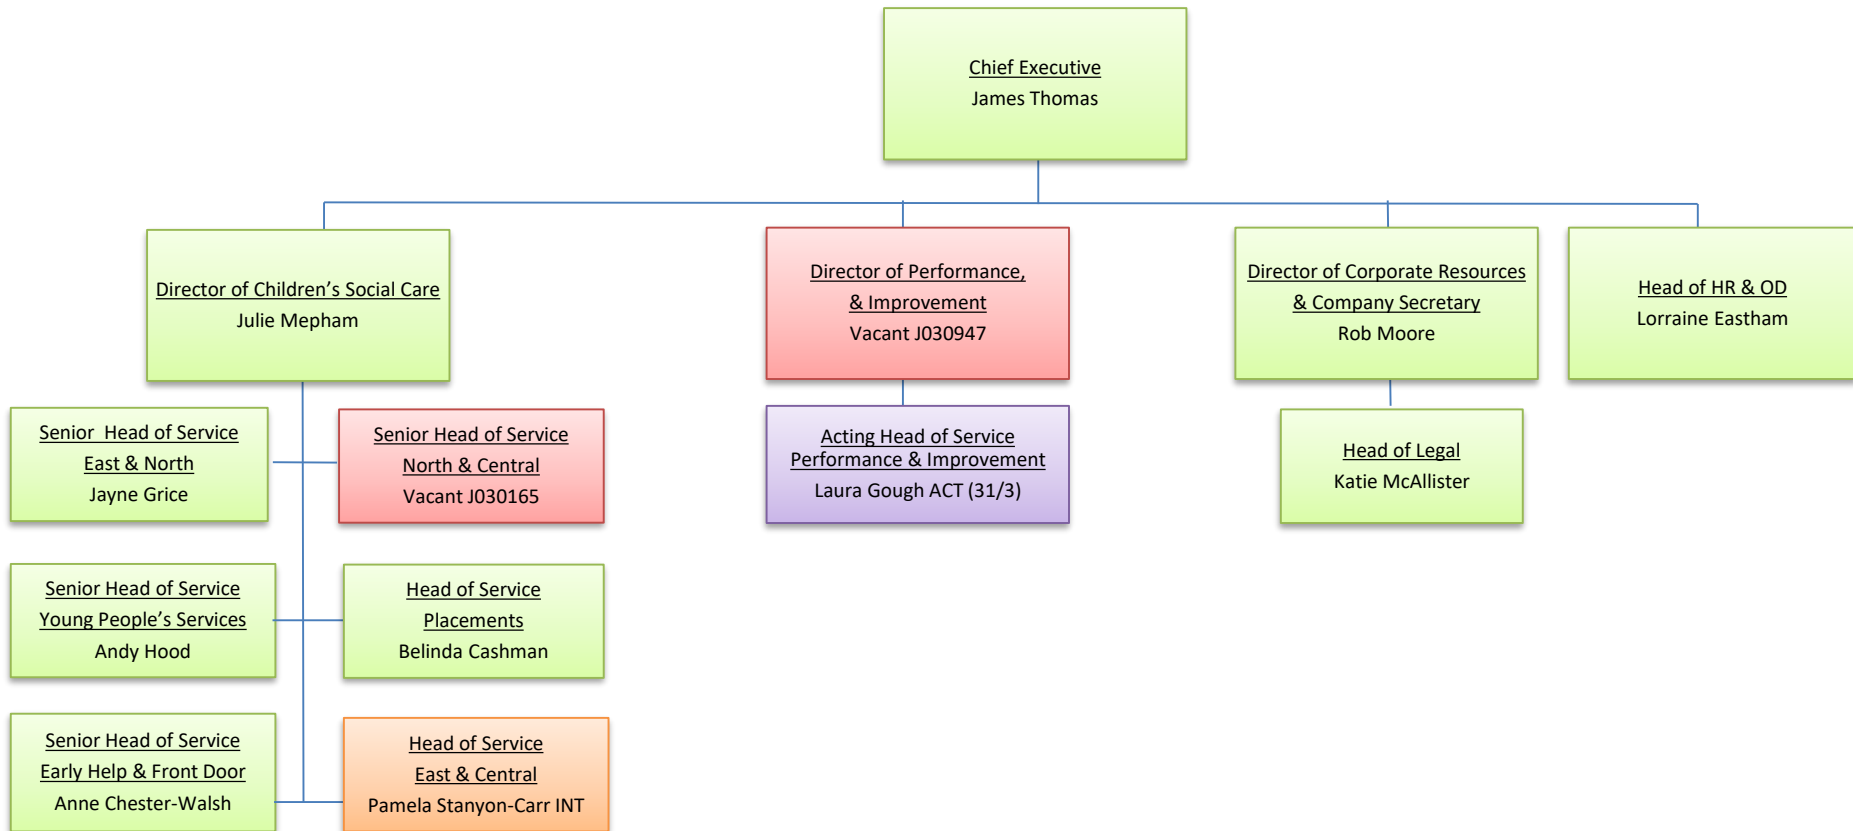 Chief Executive
James Thomas
Director of Children’s Social Care
Julie Mepham
Director of Performance,
& Improvement
Vacant J030947
Director of Corporate Resources
& Company Secretary
Rob Moore
Head of HR & OD
Lorraine Eastham
Senior  Head of Service
East & North
Jayne Grice
Senior Head of Service
North & Central
Vacant J030165
Acting Head of Service
Performance & Improvement
Laura Gough ACT (31/3)
Head of Legal
Katie McAllister
Senior Head of Service
Young People’s Services
Andy Hood
Head of Service
Placements
Belinda Cashman
Senior Head of Service
Early Help & Front Door
Anne Chester-Walsh
Head of Service
East & Central
Pamela Stanyon-Carr INT